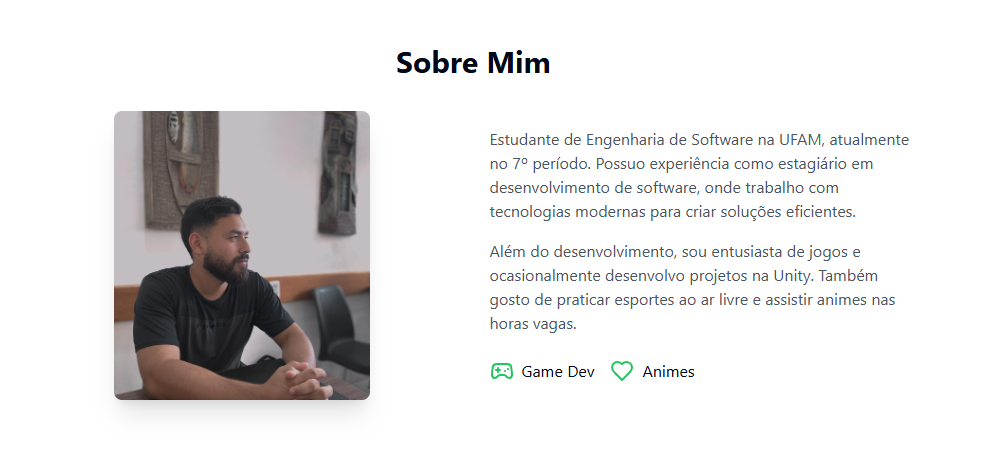 Sobre Mim
Estudante de Engenharia de Software na UFAM, atualmente
no 7º período. Possuo experiência como estagiário em
desenvolvimento de software, onde trabalho com
tecnologias modernas para criar soluções eficientes.
Além do desenvolvimento, sou entusiasta de jogos e
ocasionalmente desenvolvo projetos na Unity. Também
gosto de praticar esportes ao ar livre e assistir animes nas
horas vagas.
Game Dev Animes